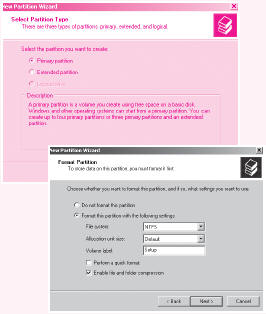 New Partition Wizard
Select Partition Type
There are three types of partitions: primary, extended, and logical.
Select the partition you want to create:
Primary partition
Extended partition
Description
A primary partition is a volume you create using free space on a basic disk.
Windows and other operating systems can start from a primary partition. You can
create up to four primary partitions or three primary partitions and an extended
partition.
New Partition Wizard
Format Partition
To store data on this partition, you must format it first.
Choose whether you want to format this partition, and if so, what settings you want to use.
Do not format this partition
Format this partition with the following settings:
File system: NTFS
Allocation unit size: Default
Volume label: Setup
Perform a quick format
Enable file and folder compression
< Back Next > Cancel